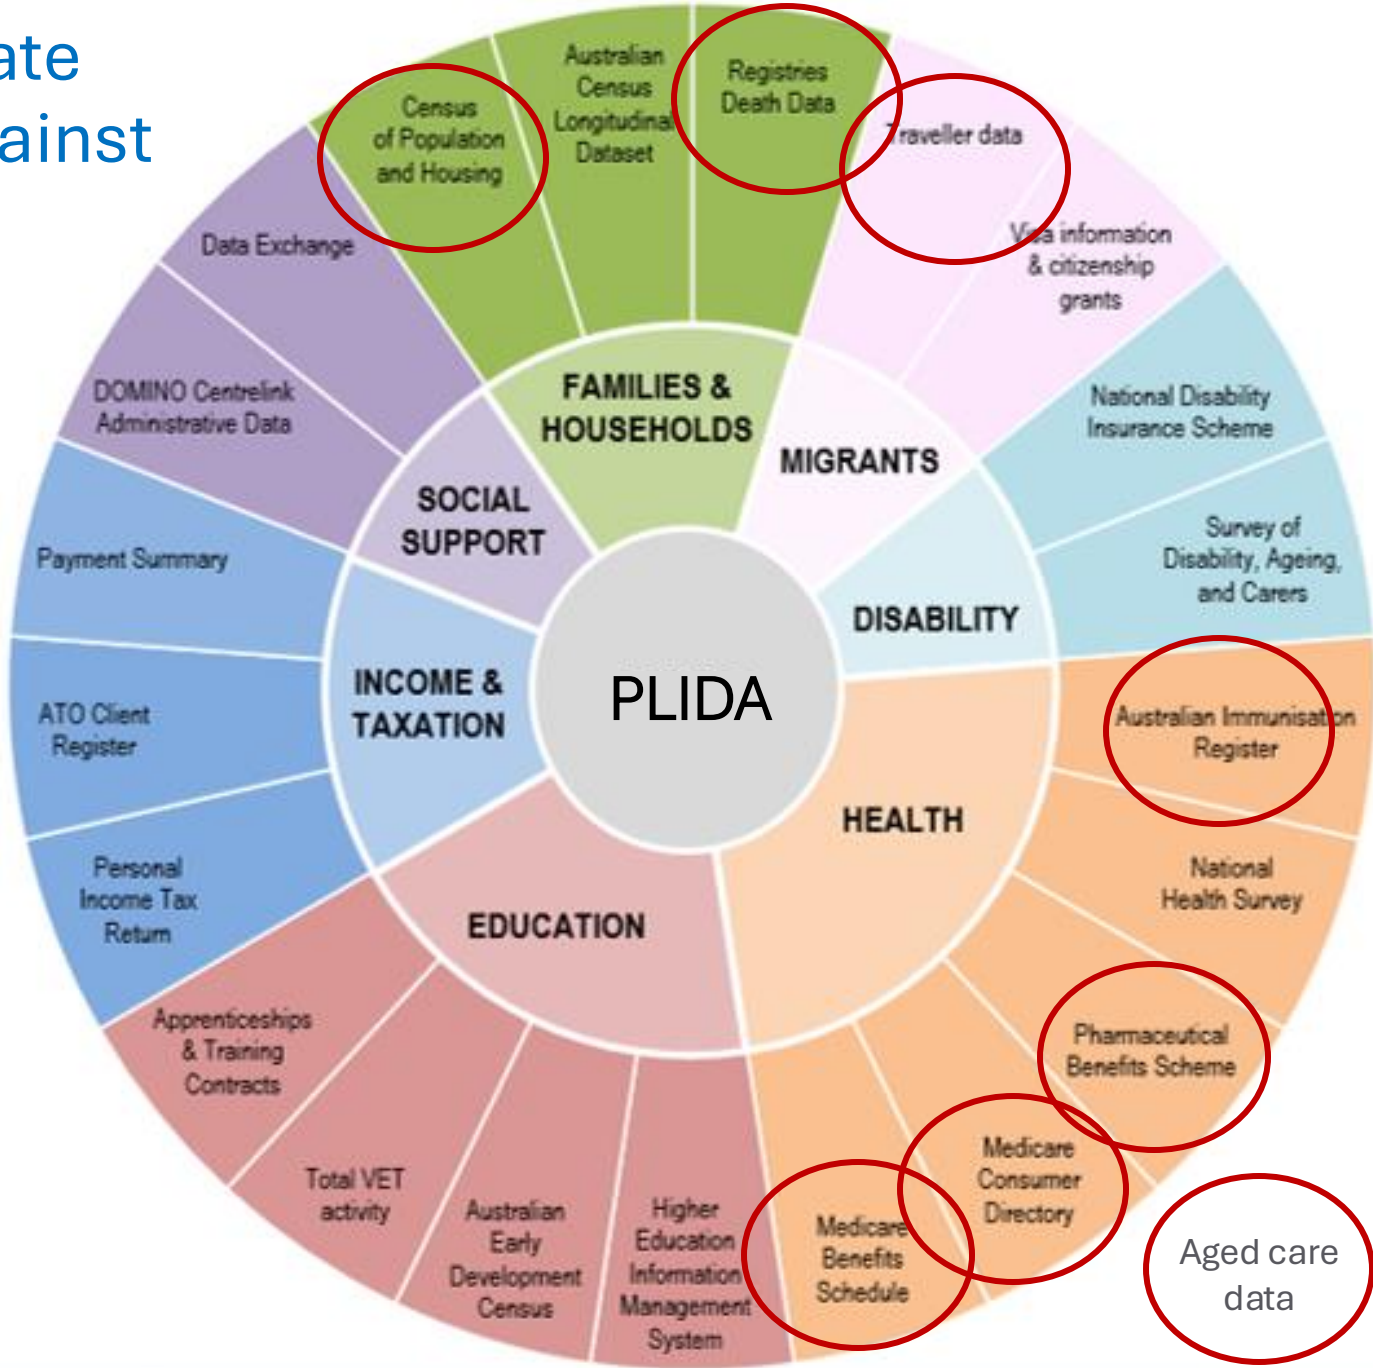 ate
ainst
Census
of Population
and Housing
Australian
Census
Longitudinal
Dataset
Registries
Death Data
Traveller data
Visa information
& citizenship
grants
National Disability
Insurance Scheme
Survey of
Disability, Ageing,
and Carers
Australian Immunisation
Register
National
Health Survey
Pharmaceutical
Benefits Scheme
Medicare
Consumer
Directory
Medicare
Benefits
Schedule
Aged care
data
Higher
Education
Information
Management
System
Australian
Early
Development
Census
Total VET
activity
Apprenticeships
& Training
Contracts
Personal
Income Tax
Return
ATO Client
Register
Payment Summary
DOMINO Centrelink
Administrative Data
Data Exchange
FAMILIES &
HOUSEHOLDS
MIGRANTS
DISABILITY
HEALTH
EDUCATION
INCOME &
TAXATION
SOCIAL
SUPPORT
PLIDA